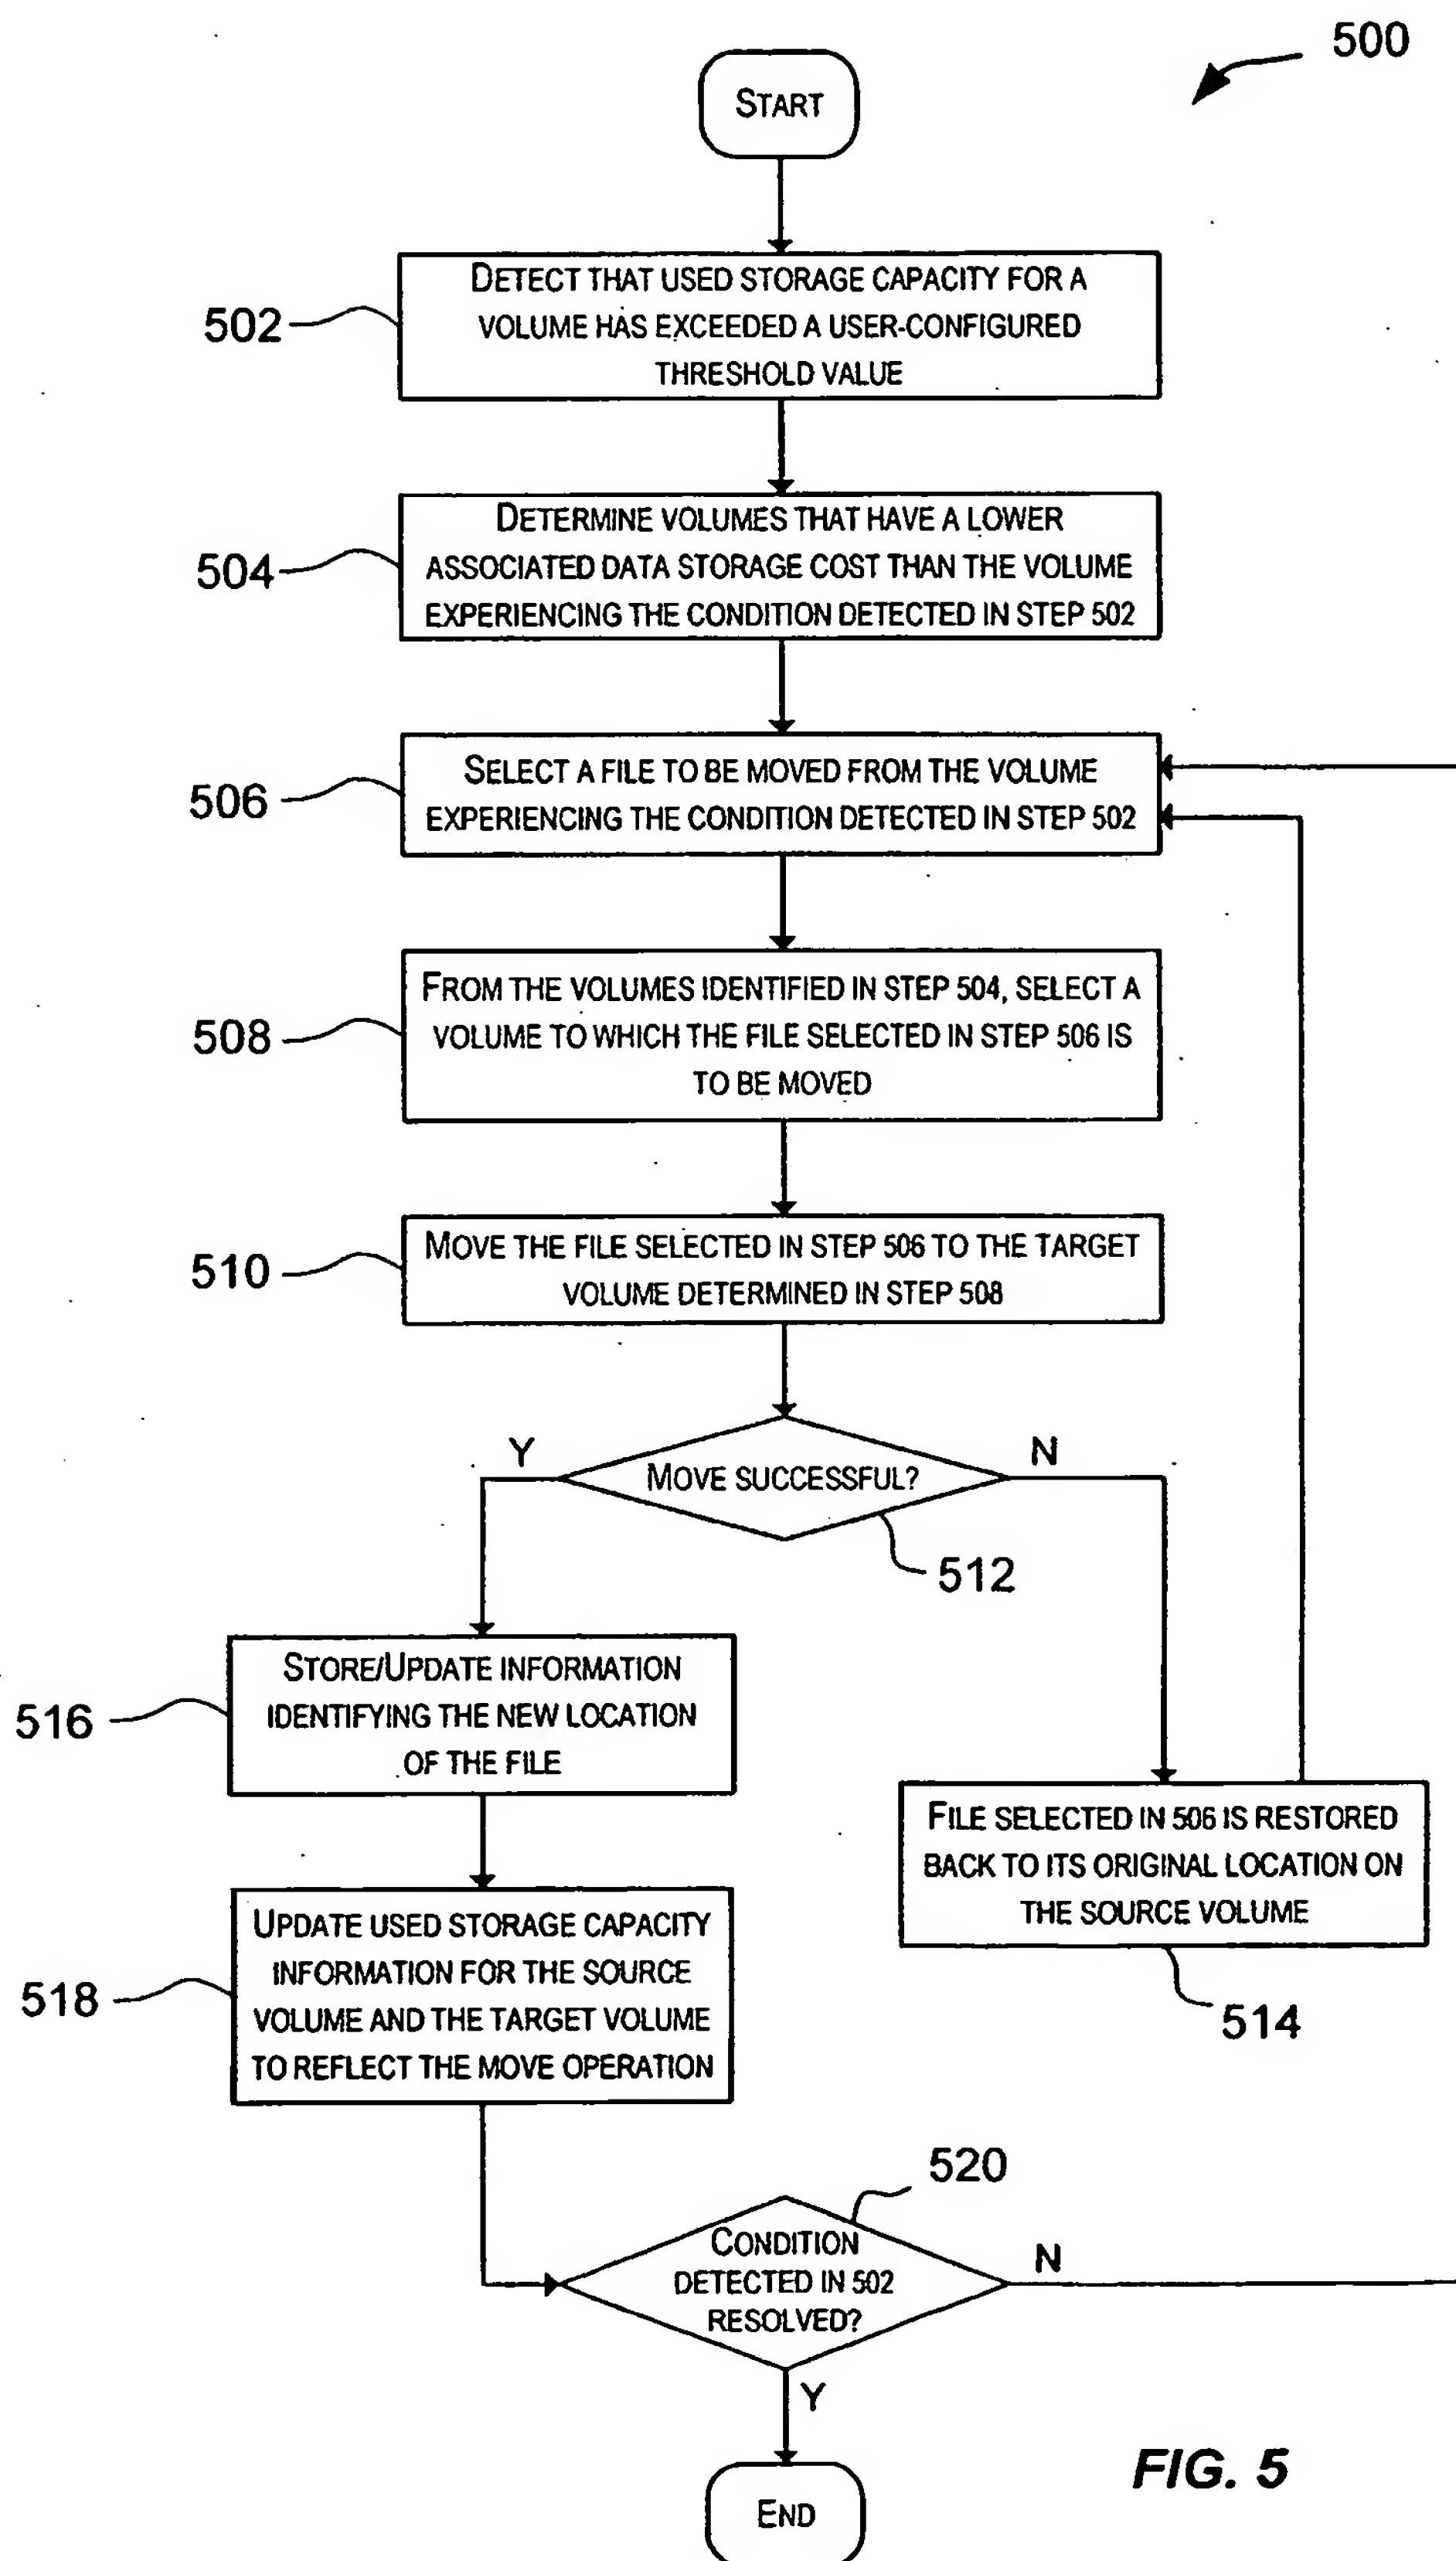 500
START
DETECT THAT USED STORAGE CAPACITY FOR A
VOLUME HAS EXCEEDED A USER-CONFIGURED
THRESHOLD VALUE
502
DETERMINE VOLUMES THAT HAVE A LOWER
ASSOCIATED DATA STORAGE COST THAN THE VOLUME
EXPERIENCING THE CONDITION DETECTED IN STEP 502
504
SELECT A FILE TO BE MOVED FROM THE VOLUME
EXPERIENCING THE CONDITION DETECTED IN STEP 502
506
FROM THE VOLUMES IDENTIFIED IN STEP 504, SELECT A
VOLUME TO WHICH THE FILE SELECTED IN STEP 506 IS
TO BE MOVED
508
MOVE THE FILE SELECTED IN STEP 506 TO THE TARGET
VOLUME DETERMINED IN STEP 508
510
Y
MOVE SUCCESSFUL?
N
512
STORE/UPDATE INFORMATION
IDENTIFYING THE NEW LOCATION
OF THE FILE
516
FILE SELECTED IN 506 IS RESTORED
BACK TO ITS ORIGINAL LOCATION ON
THE SOURCE VOLUME
514
UPDATE USED STORAGE CAPACITY
INFORMATION FOR THE SOURCE
VOLUME AND THE TARGET VOLUME
TO REFLECT THE MOVE OPERATION
518
520
CONDITION
DETECTED IN 502
RESOLVED?
N
Y
END
FIG. 5